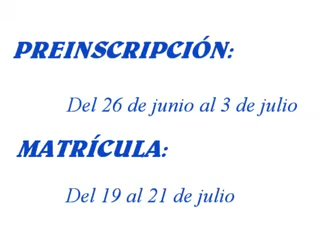 PREINSCRIPCIÓN:
Del 26 de junio al 3 de julio
MATRÍCULA:
Del 19 al 21 de julio